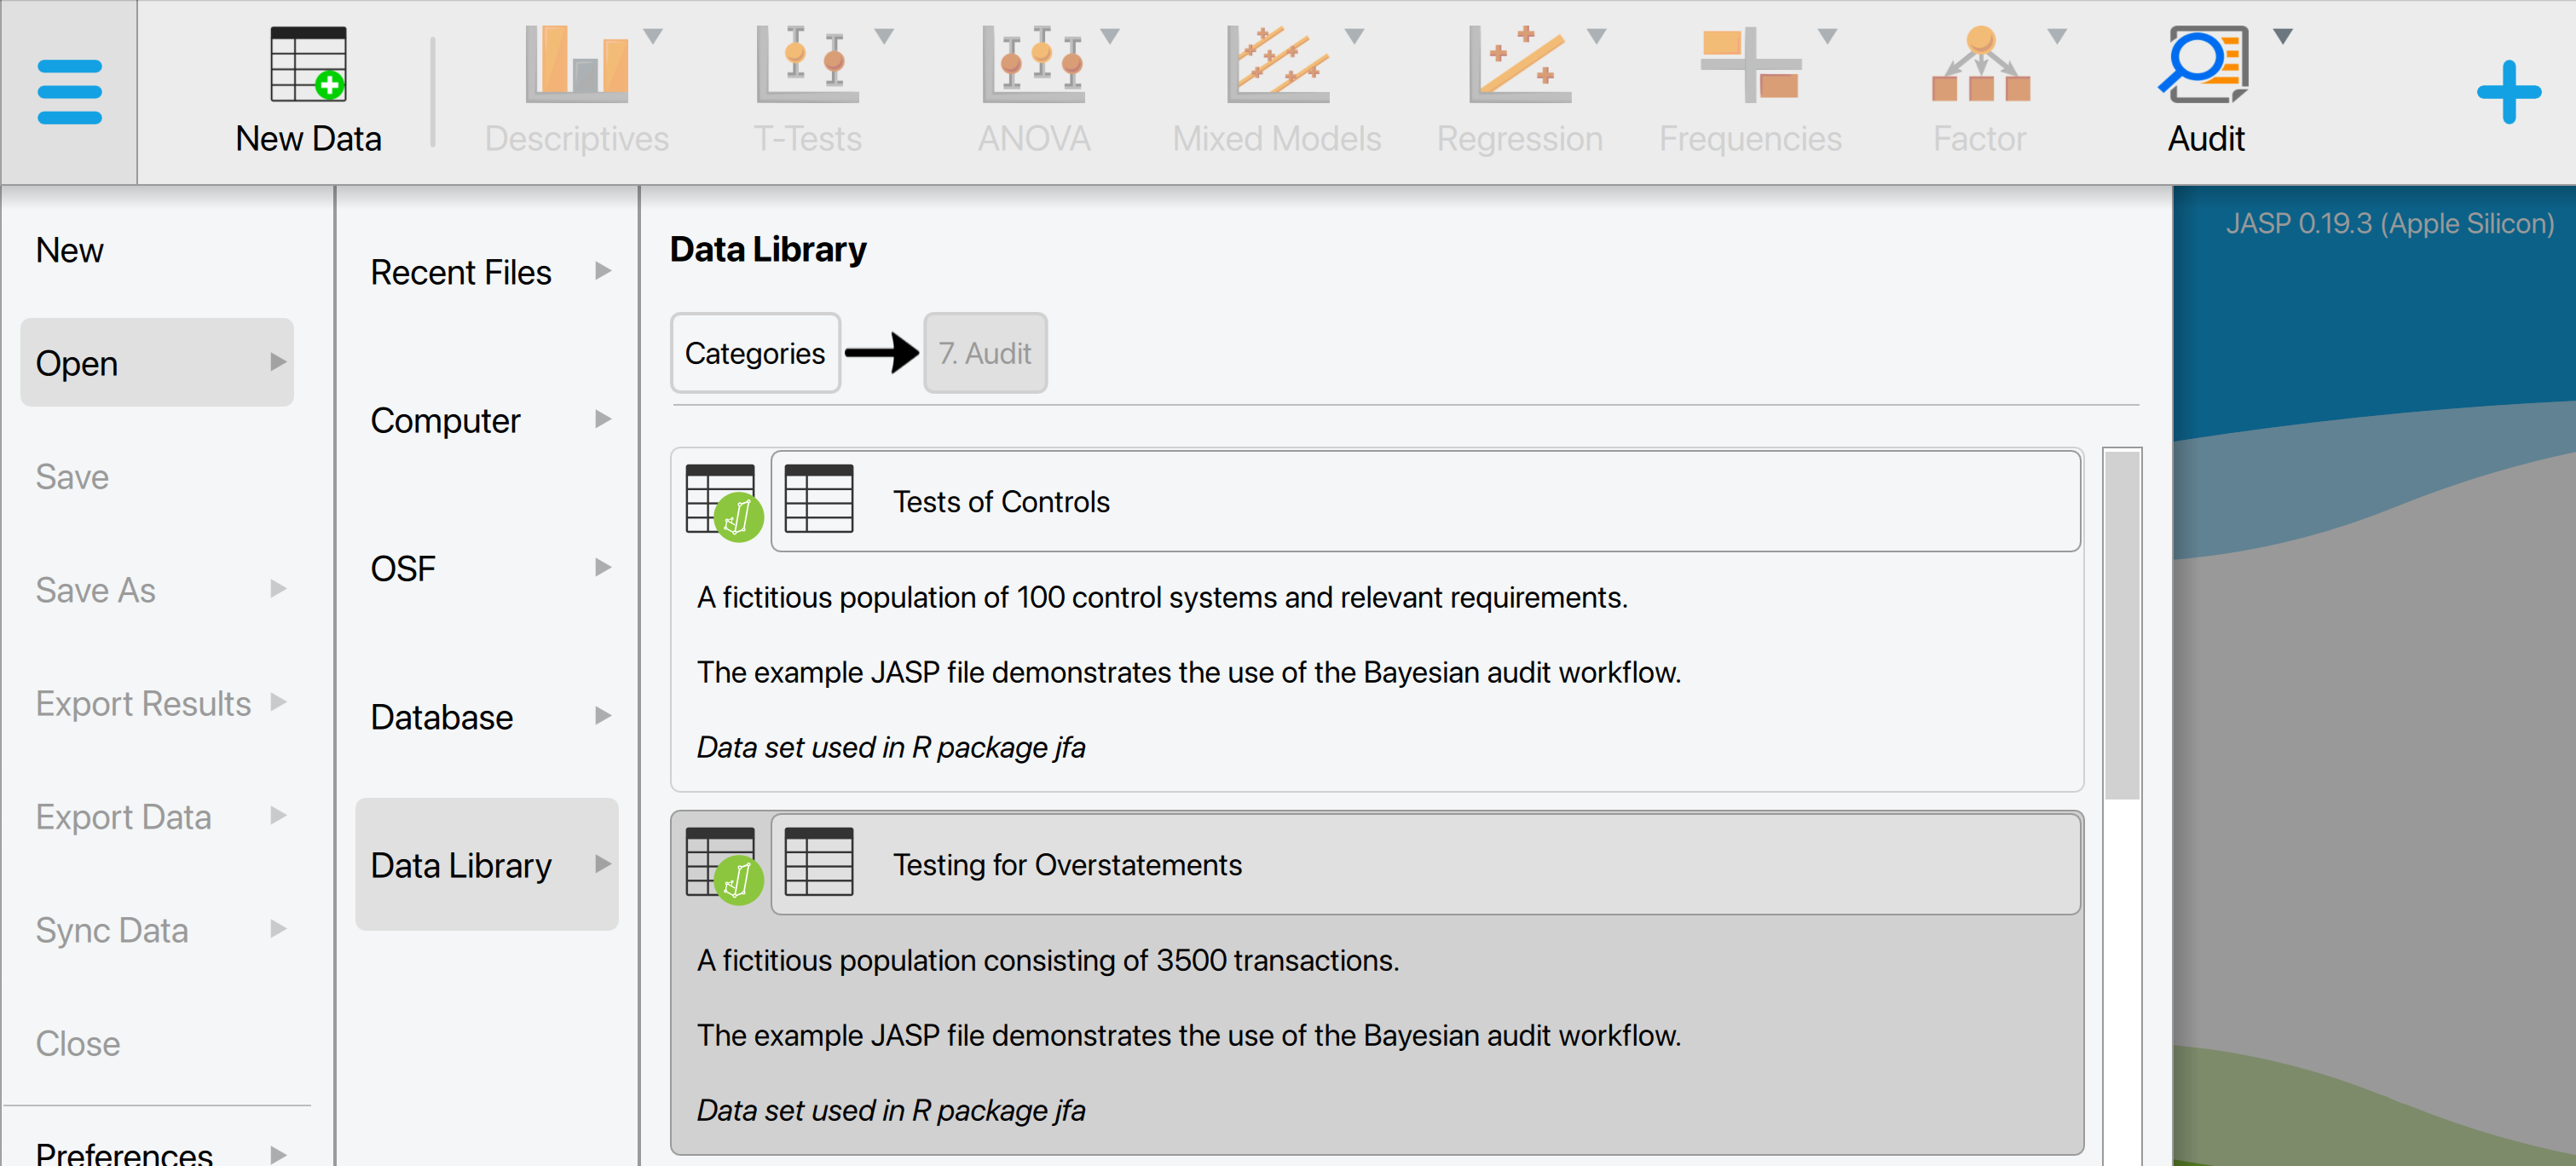 New Data
Descriptives
T-Tests
ANOVA
Mixed Models
Regression
Frequencies
Factor
Audit
JASP 0.19.3 (Apple Silicon)
New
Open
Save
Save As
Export Results
Export Data
Sync Data
Close
Preferences
Recent Files
Computer
OSF
Database
Data Library
Data Library
Categories
7. Audit
Tests of Controls
A fictitious population of 100 control systems and relevant requirements.
The example JASP file demonstrates the use of the Bayesian audit workflow.
Data set used in R package jfa
Testing for Overstatements
A fictitious population consisting of 3500 transactions.
The example JASP file demonstrates the use of the Bayesian audit workflow.
Data set used in R package jfa